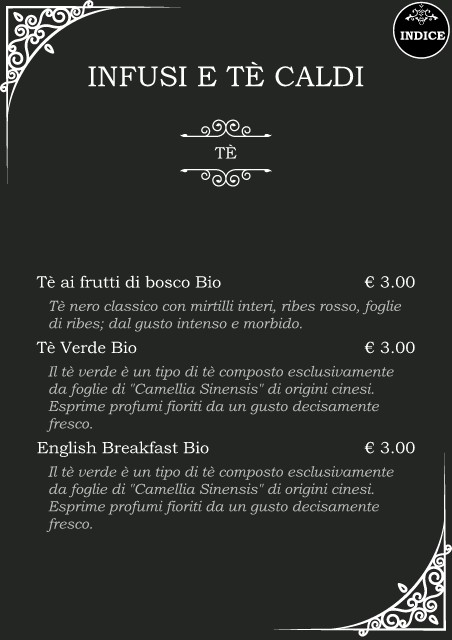 INDICE
INFUSI E TÈ CALDI
TÈ
Tè ai frutti di bosco Bio € 3.00
Tè nero classico con mirtilli interi, ribes rosso, foglie
di ribes; dal gusto intenso e morbido.
Tè Verde Bio € 3.00
Il tè verde è un tipo di tè composto esclusivamente
da foglie di "Camellia Sinensis" di origini cinesi.
Esprime profumi fioriti da un gusto decisamente
fresco.
English Breakfast Bio € 3.00
Il tè verde è un tipo di tè composto esclusivamente
da foglie di "Camellia Sinensis" di origini cinesi.
Esprime profumi fioriti da un gusto decisamente
fresco.